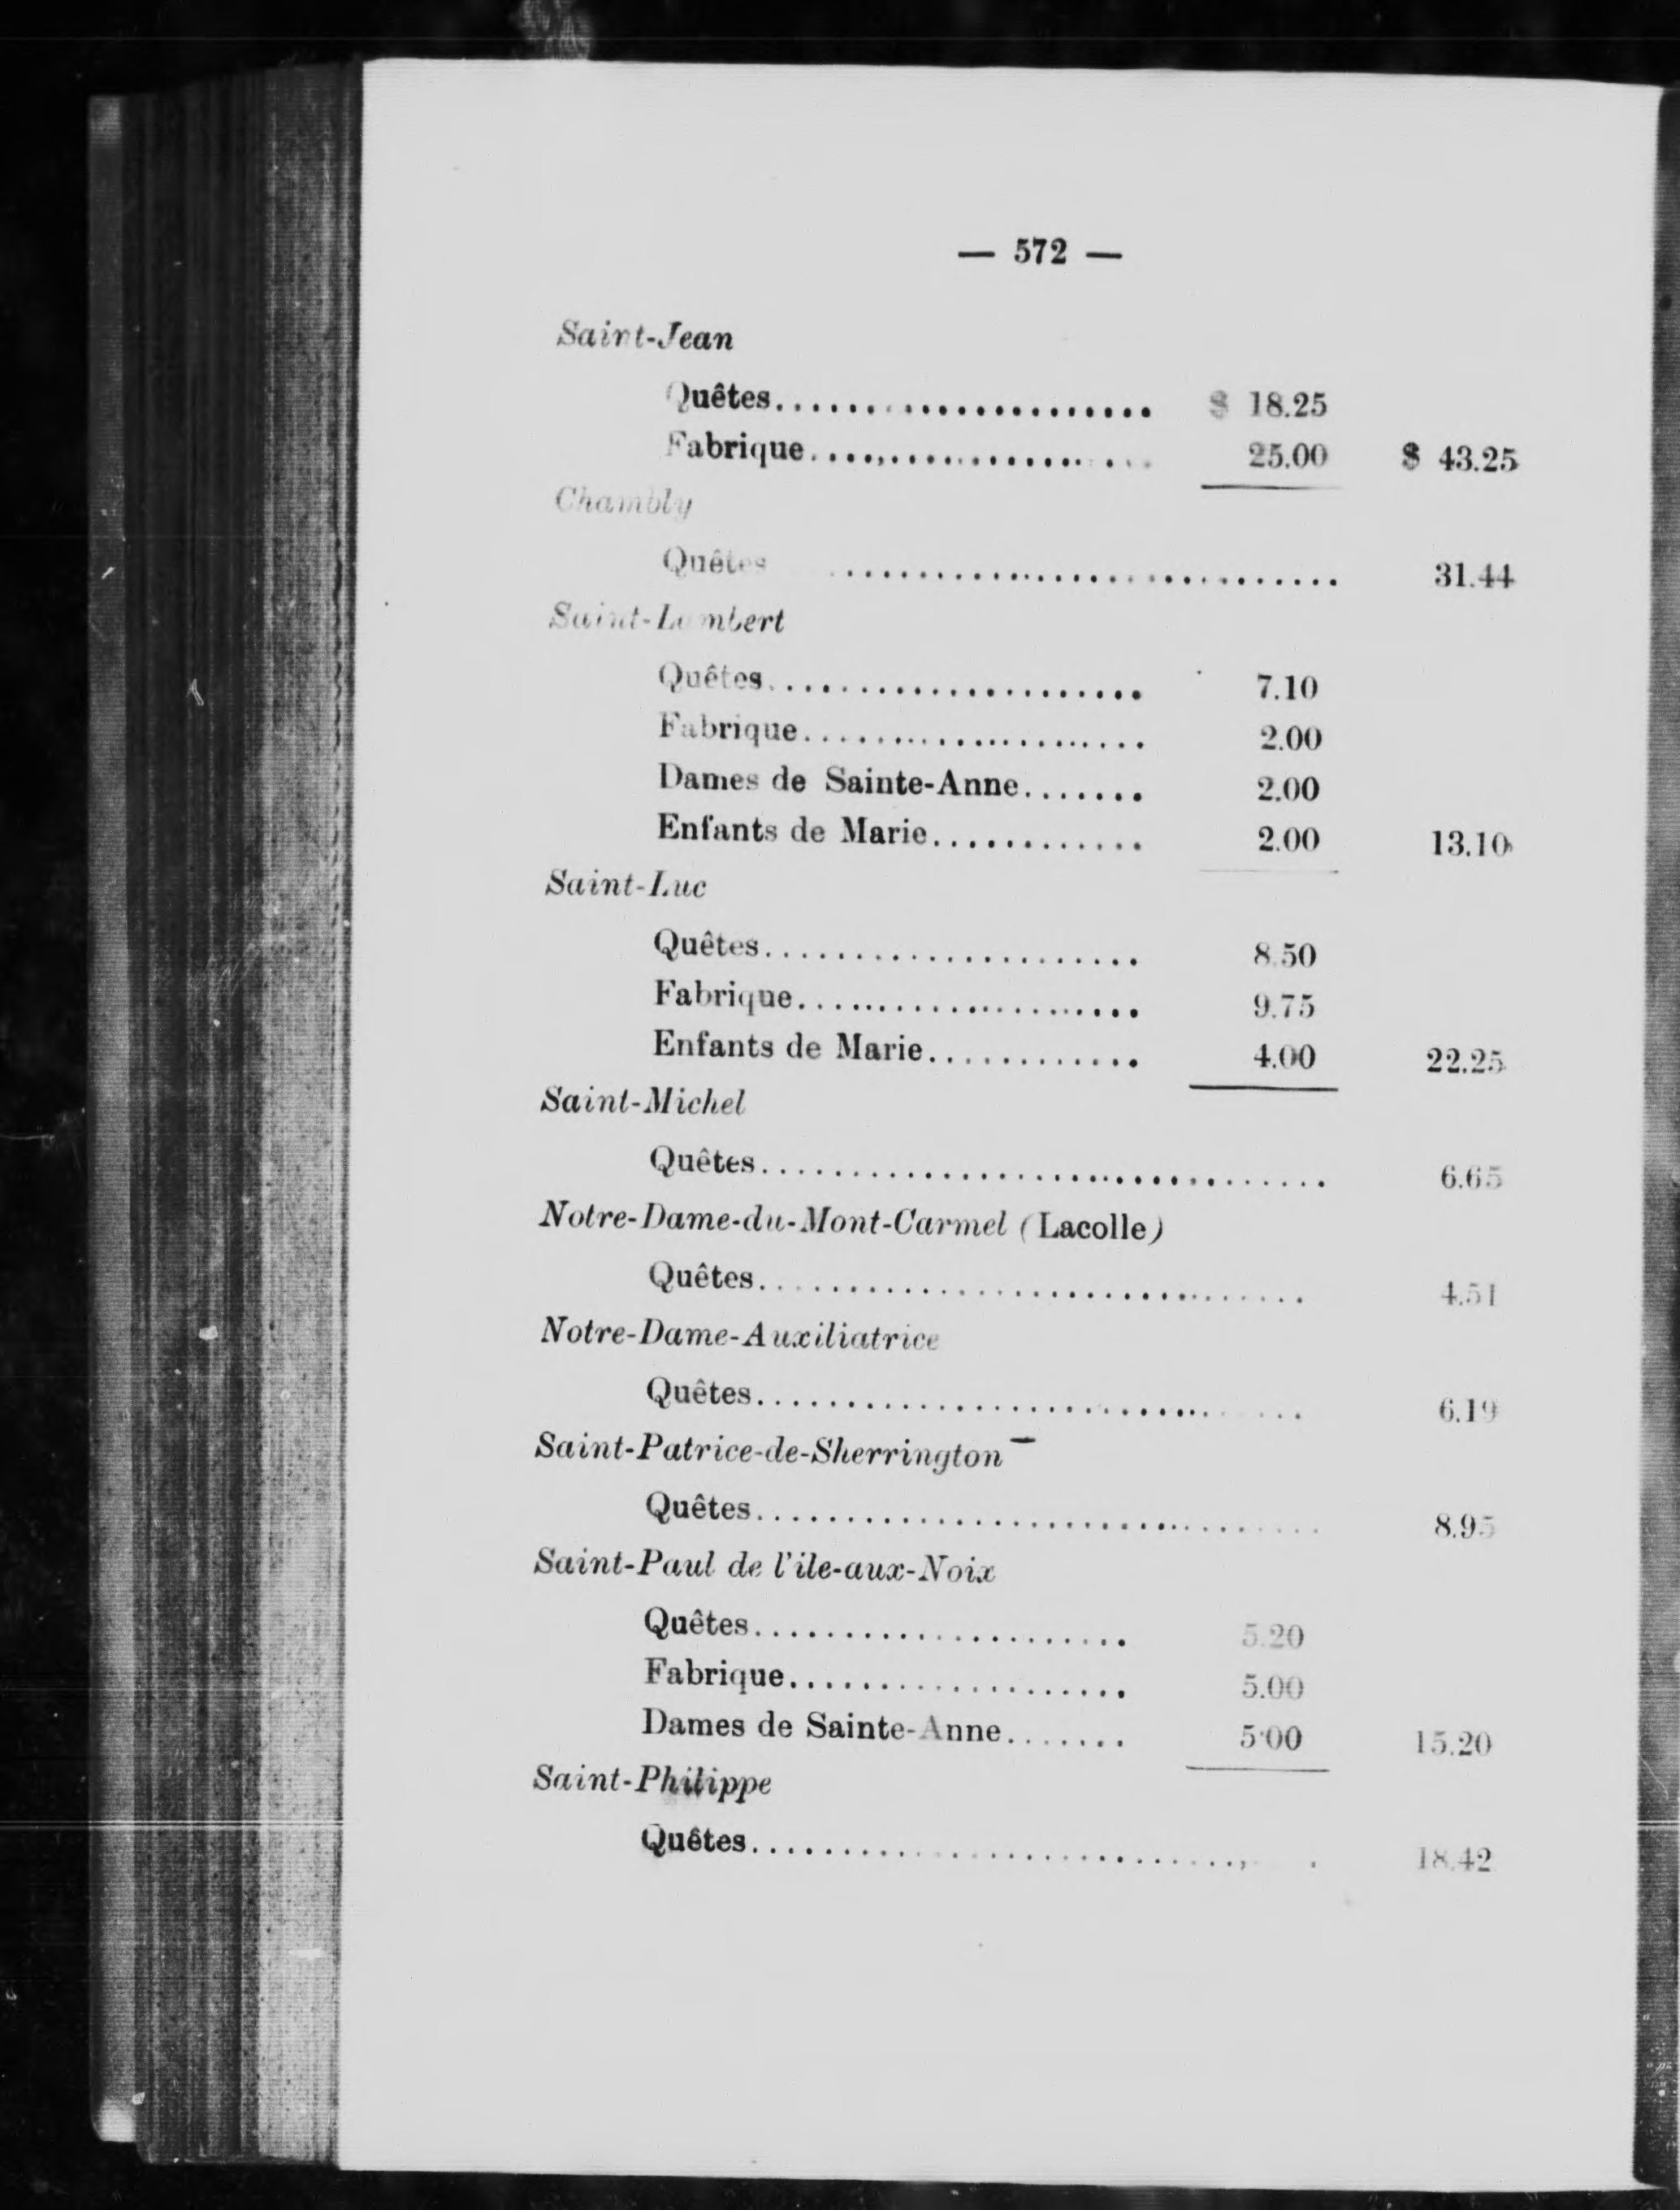 — 572 —
Saint-Jean
Quêtes........................ $ 18.25
Fabrique...................... 25.00 $ 43.25
Chambly
Quêtes .............................. 31.44
Saint-Lambert
Quêtes........................ 7.10
Fabrique...................... 2.00
Dames de Sainte-Anne....... 2.00
Enfants de Marie............ 2.00 13.10
Saint-Luc
Quêtes........................ 8.50
Fabrique...................... 9.75
Enfants de Marie............ 4.00 22.25
Saint-Michel
Quêtes.................................. 6.65
Notre-Dame-du-Mont-Carmel (Lacolle)
Quêtes................................. 4.51
Notre-Dame-Auxiliatrice
Quêtes................................. 6.19
Saint-Patrice-de-Sherrington
Quêtes.................................. 8.95
Saint-Paul de l'ile-aux-Noix
Quêtes........................ 5.20
Fabrique...................... 5.00
Dames de Sainte-Anne....... 5·00 15.20
Saint-Philippe
Quêtes.............................., . 18.42